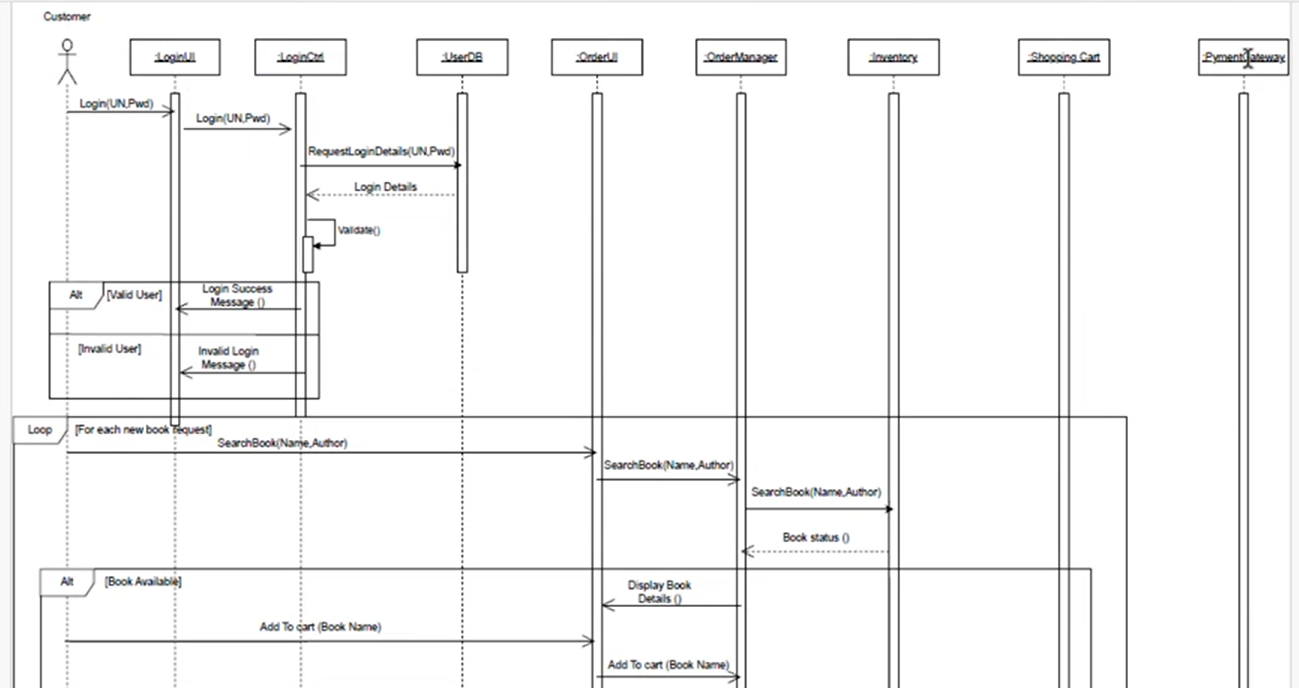 Customer
:LoginUI
:LoginCtrl
:UserDB
:OrderUI
:OrderManager
:Inventory
:Shopping Cart
:PymentGateway
Login(UN,Pwd)
Login(UN,Pwd)
RequestLoginDetails(UN,Pwd)
Login Details
Validate()
Alt
[Valid User]
Login Success
Message ()
[Invalid User]
Invalid Login
Message ()
Loop
[For each new book request]
SearchBook(Name,Author)
SearchBook(Name,Author)
SearchBook(Name,Author)
Book status ()
Alt
[Book Available]
Display Book
Details ()
Add To cart (Book Name)
Add To cart (Book Name)